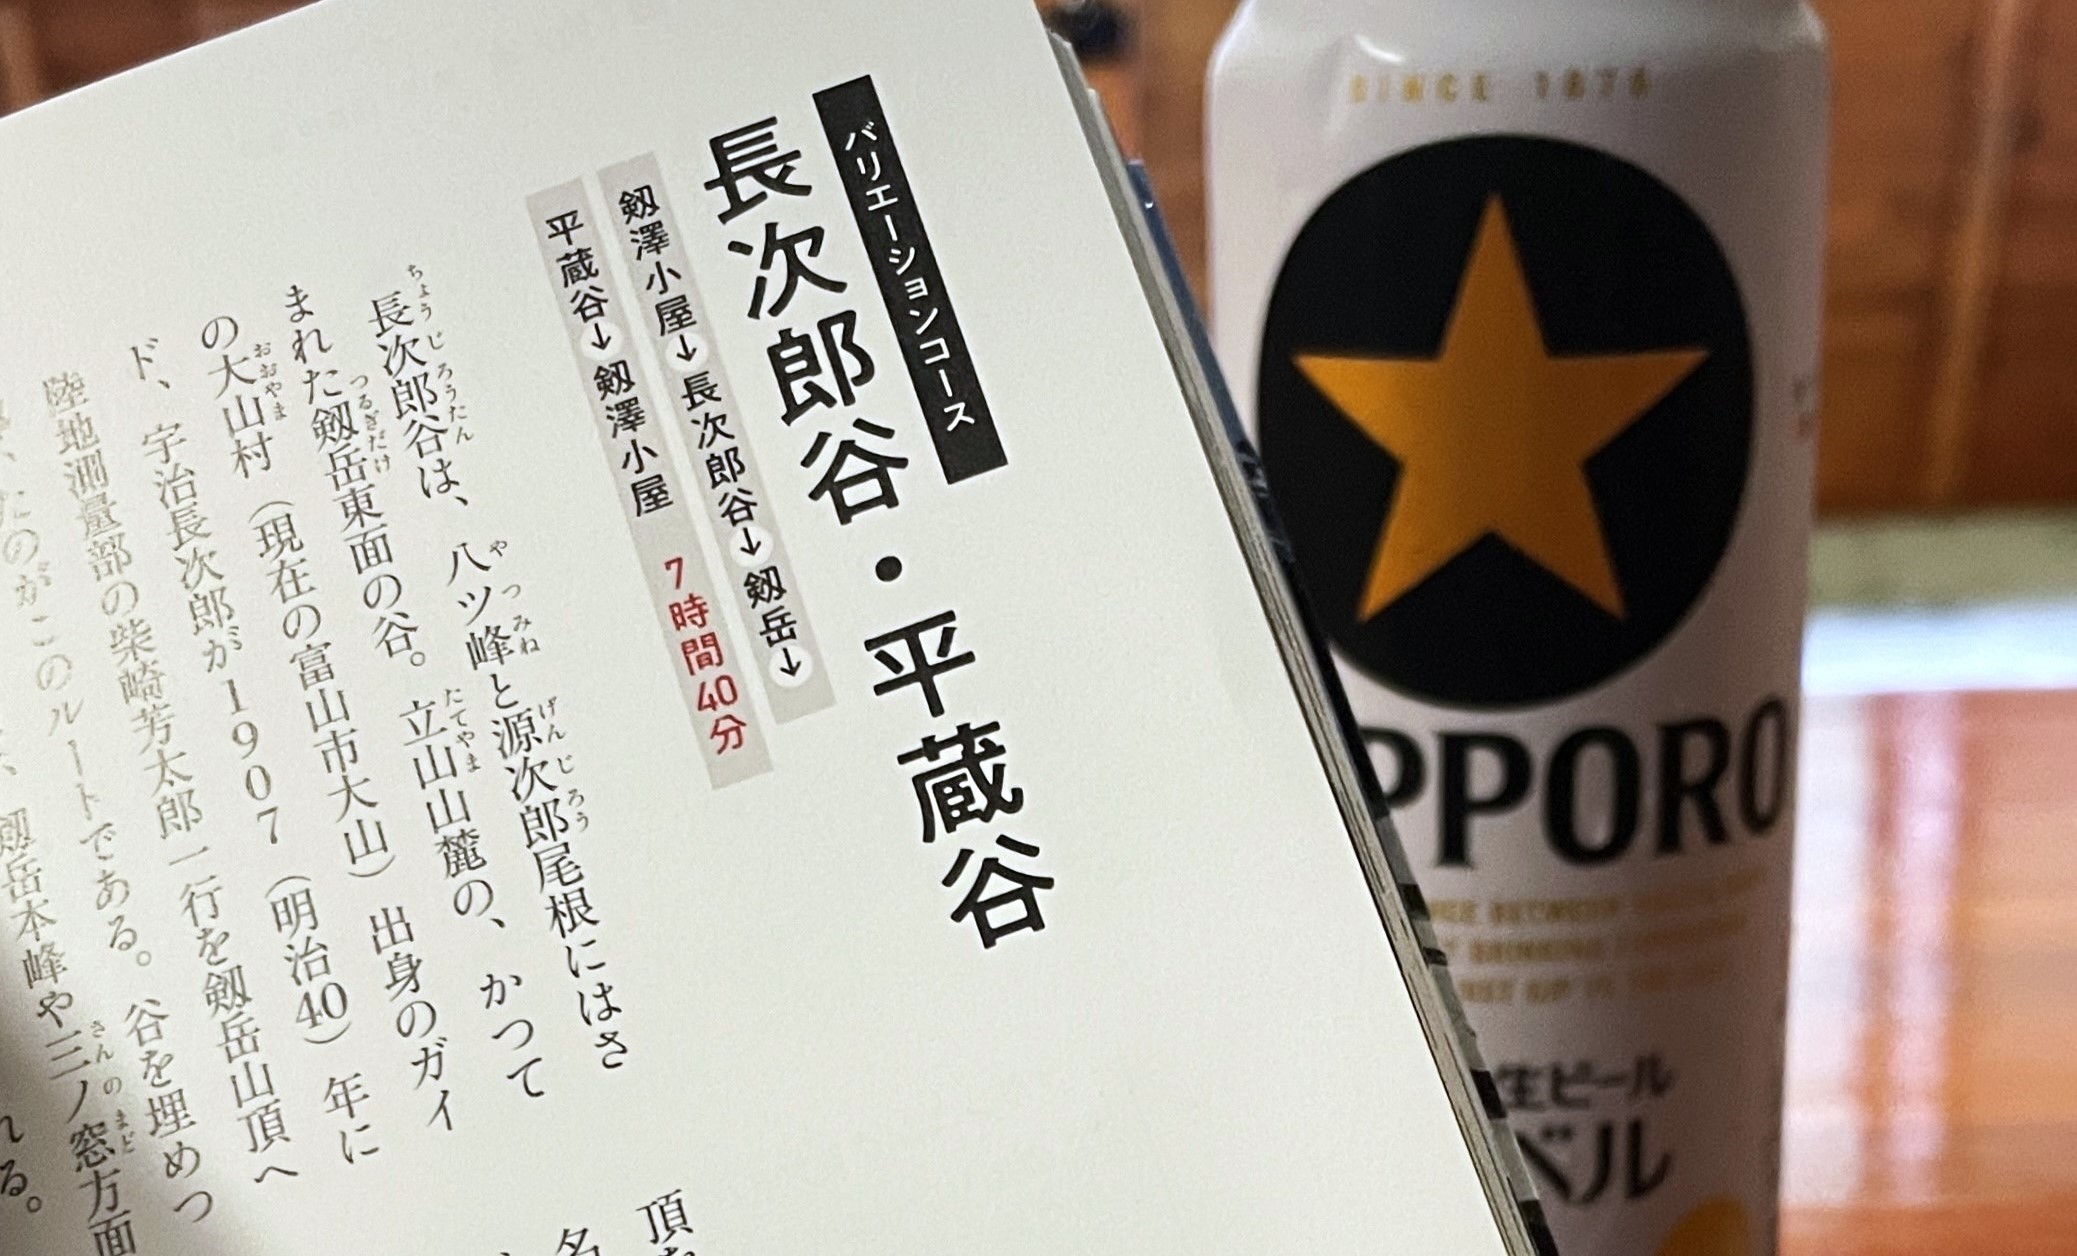 バリエーションコース
長次郎谷・平蔵谷
剱澤小屋→長次郎谷→剱岳→
平蔵谷→剱澤小屋 7時間40分
長次郎谷は、八ツ峰と源次郎尾根にはさ
まれた剱岳東面の谷。立山山麓の、かつて
の大山村（現在の富山市大山）出身のガイ
ド、宇治長次郎が1907（明治40）年に
陸地測量部の柴崎芳太郎一行を剱岳山頂へ
のがこのルートである。谷を埋めつ
剱岳本峰や三ノ窓方面
れる。
頂
名
SINCE 1876
PPORO
生ビール
ベル